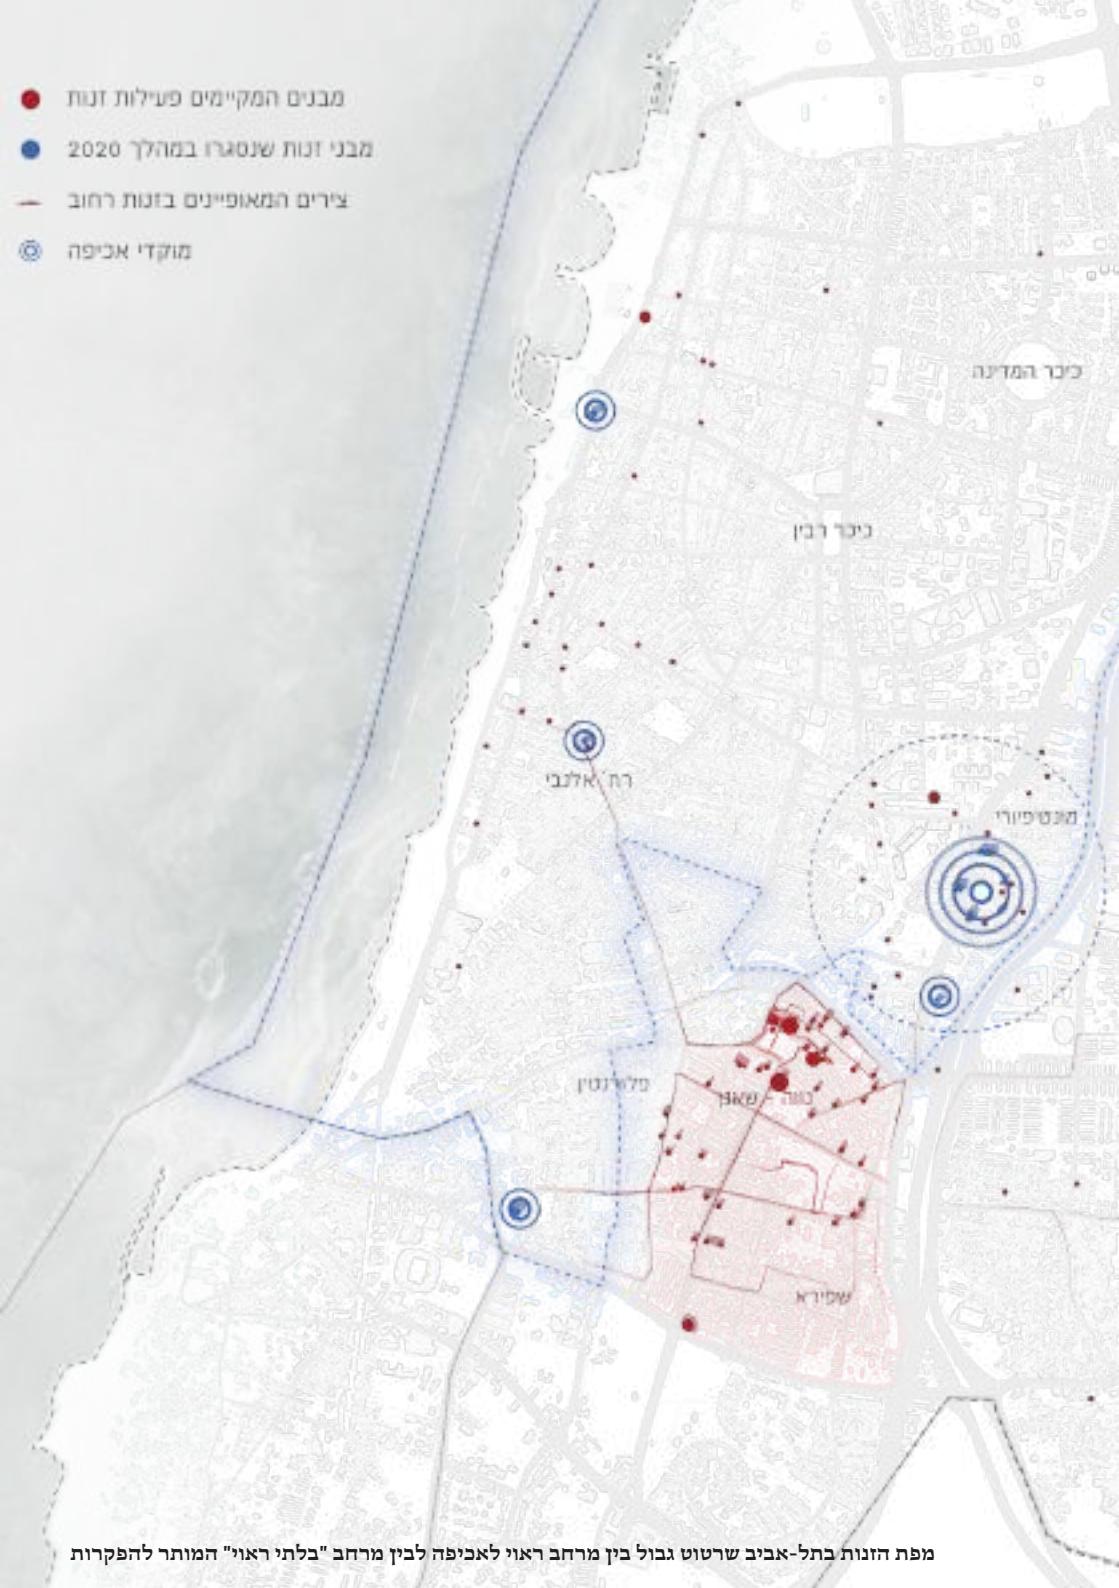 מבנים המקיימים פעילות זנות
מבני זנות שנסגרו במהלך 2020
צירים המאופיינים בזנות רחוב
מוקדי אכיפה
כיכר המדינה
כיכר רבין
רח' אלנבי
מונטיפיורי
פלורנטין
נווה - שאנן
שפירא
מפת הזנות בתל-אביב שרטוט גבול בין מרחב ראוי לאכיפה לבין מרחב "בלתי ראוי" המותר להפקרות